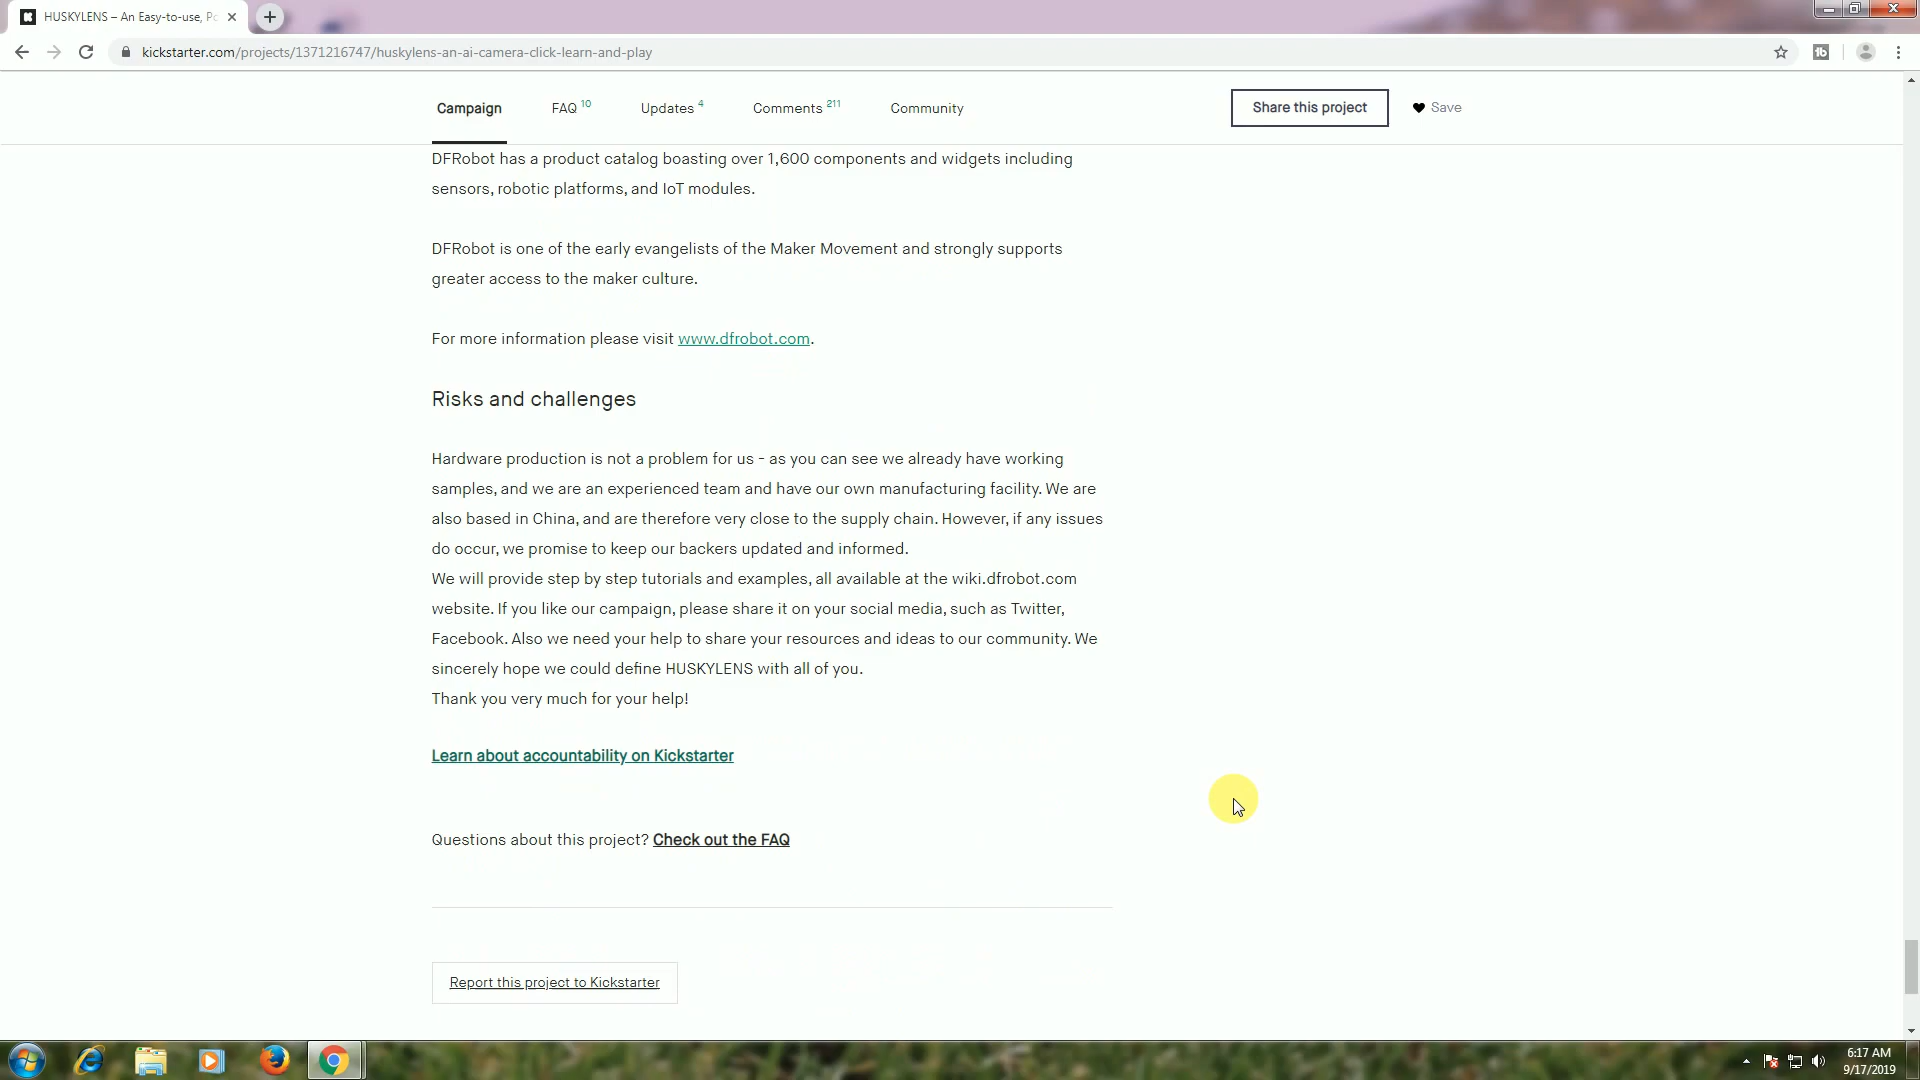 HUSKYLENS – An Easy-to-use, Po
kickstarter.com/projects/1371216747/huskylens-an-ai-camera-click-learn-and-play
Campaign
FAQ 10
Updates 4
Comments 211
Community
Share this project
Save
DFRobot has a product catalog boasting over 1,600 components and widgets including
sensors, robotic platforms, and IoT modules.
DFRobot is one of the early evangelists of the Maker Movement and strongly supports
greater access to the maker culture.
For more information please visit www.dfrobot.com.
Risks and challenges
Hardware production is not a problem for us - as you can see we already have working
samples, and we are an experienced team and have our own manufacturing facility. We are
also based in China, and are therefore very close to the supply chain. However, if any issues
do occur, we promise to keep our backers updated and informed.
We will provide step by step tutorials and examples, all available at the wiki.dfrobot.com
website. If you like our campaign, please share it on your social media, such as Twitter,
Facebook. Also we need your help to share your resources and ideas to our community. We
sincerely hope we could define HUSKYLENS with all of you.
Thank you very much for your help!
Learn about accountability on Kickstarter
Questions about this project? Check out the FAQ
Report this project to Kickstarter
6:17 AM
9/17/2019